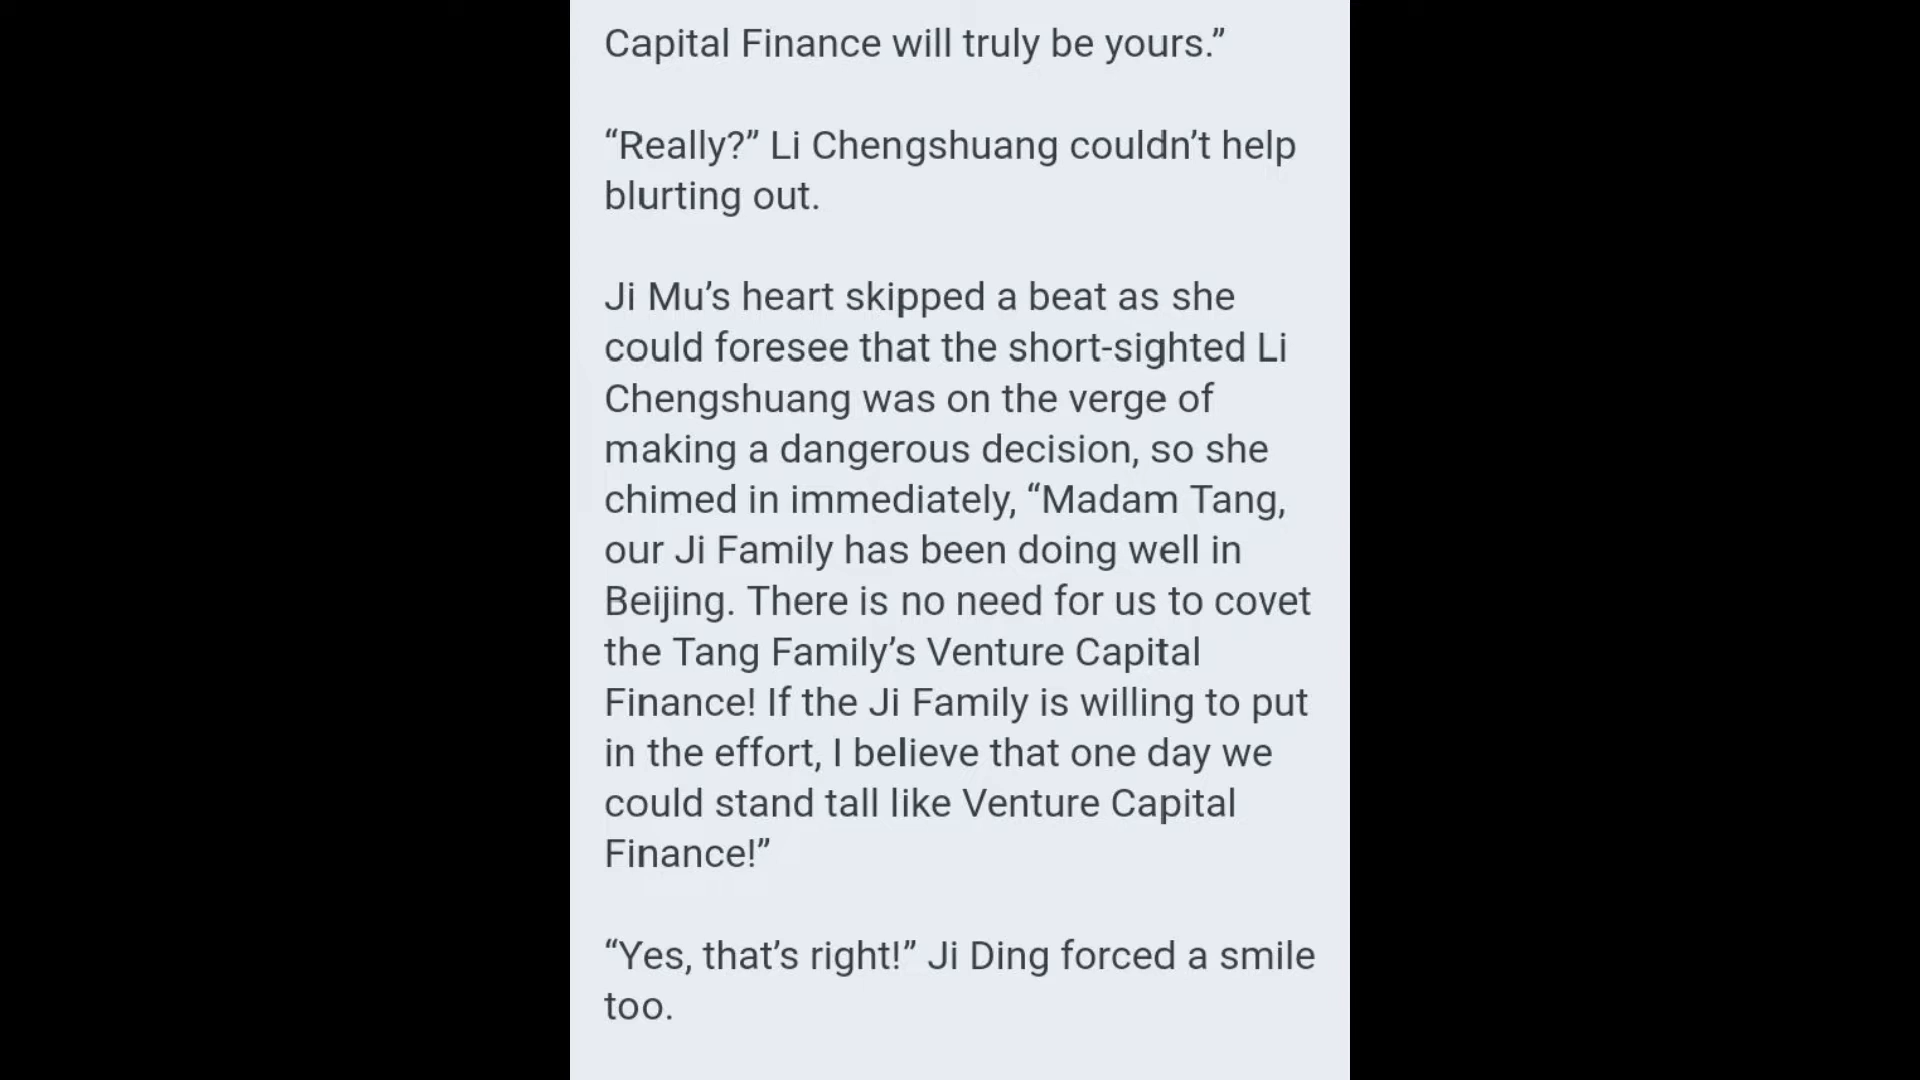 Capital Finance will truly be yours.”
“Really?” Li Chengshuang couldn’t help
blurting out.
Ji Mu’s heart skipped a beat as she
could foresee that the short-sighted Li
Chengshuang was on the verge of
making a dangerous decision, so she
chimed in immediately, “Madam Tang,
our Ji Family has been doing well in
Beijing. There is no need for us to covet
the Tang Family’s Venture Capital
Finance! If the Ji Family is willing to put
in the effort, I believe that one day we
could stand tall like Venture Capital
Finance!”
“Yes, that’s right!” Ji Ding forced a smile
too.